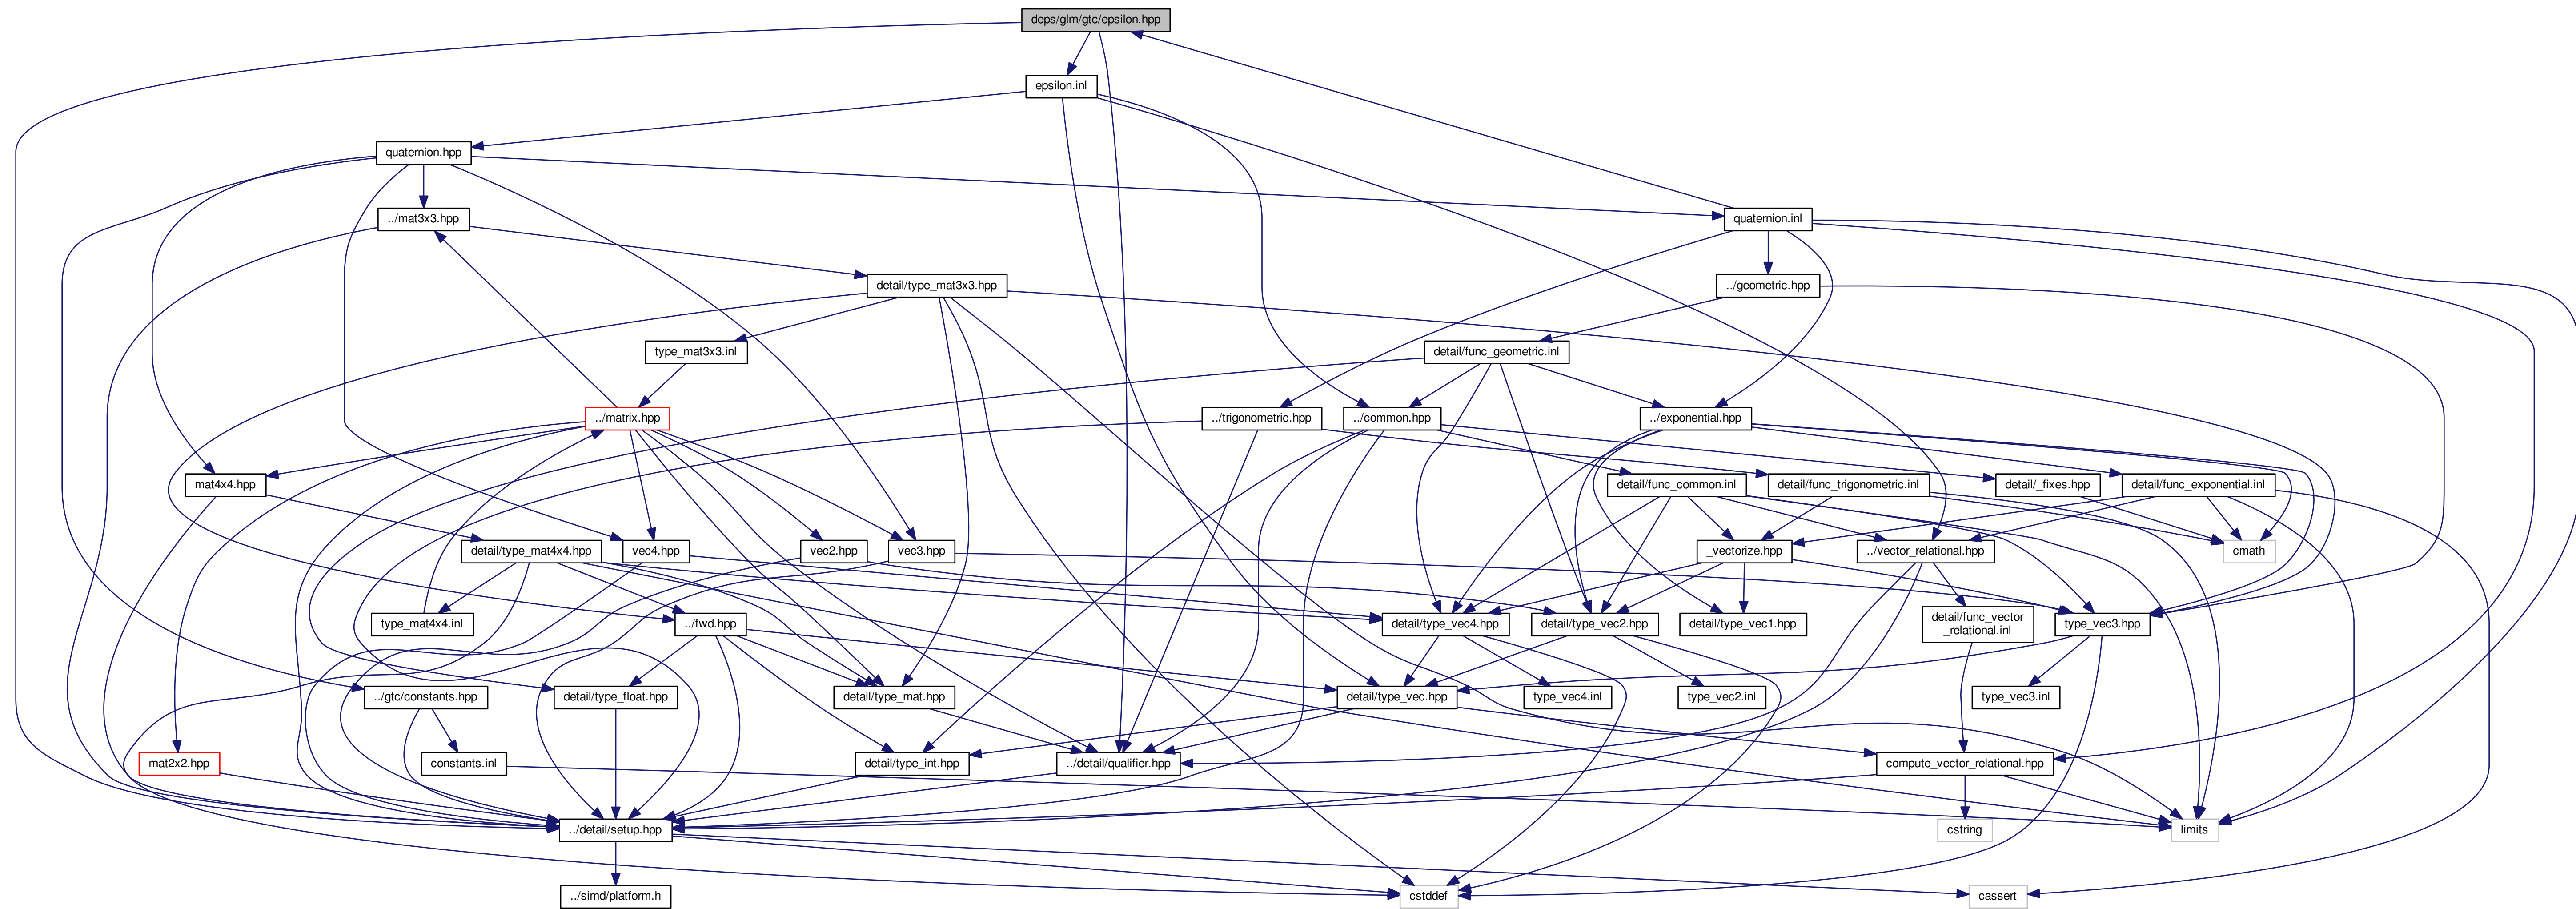 deps/glm/gtc/epsilon.hpp
epsilon.inl
quaternion.hpp
../mat3x3.hpp
quaternion.inl
detail/type_mat3x3.hpp
../geometric.hpp
type_mat3x3.inl
detail/func_geometric.inl
../matrix.hpp
../trigonometric.hpp
../common.hpp
../exponential.hpp
mat4x4.hpp
detail/func_common.inl
detail/func_trigonometric.inl
detail/_fixes.hpp
detail/func_exponential.inl
detail/type_mat4x4.hpp
vec4.hpp
vec2.hpp
vec3.hpp
_vectorize.hpp
../vector_relational.hpp
cmath
type_mat4x4.inl
../fwd.hpp
detail/type_vec4.hpp
detail/type_vec2.hpp
detail/type_vec1.hpp
detail/func_vector
_relational.inl
type_vec3.hpp
../gtc/constants.hpp
detail/type_float.hpp
detail/type_mat.hpp
detail/type_vec.hpp
type_vec4.inl
type_vec2.inl
type_vec3.inl
mat2x2.hpp
constants.inl
detail/type_int.hpp
../detail/qualifier.hpp
compute_vector_relational.hpp
../detail/setup.hpp
cstring
limits
../simd/platform.h
cstddef
cassert